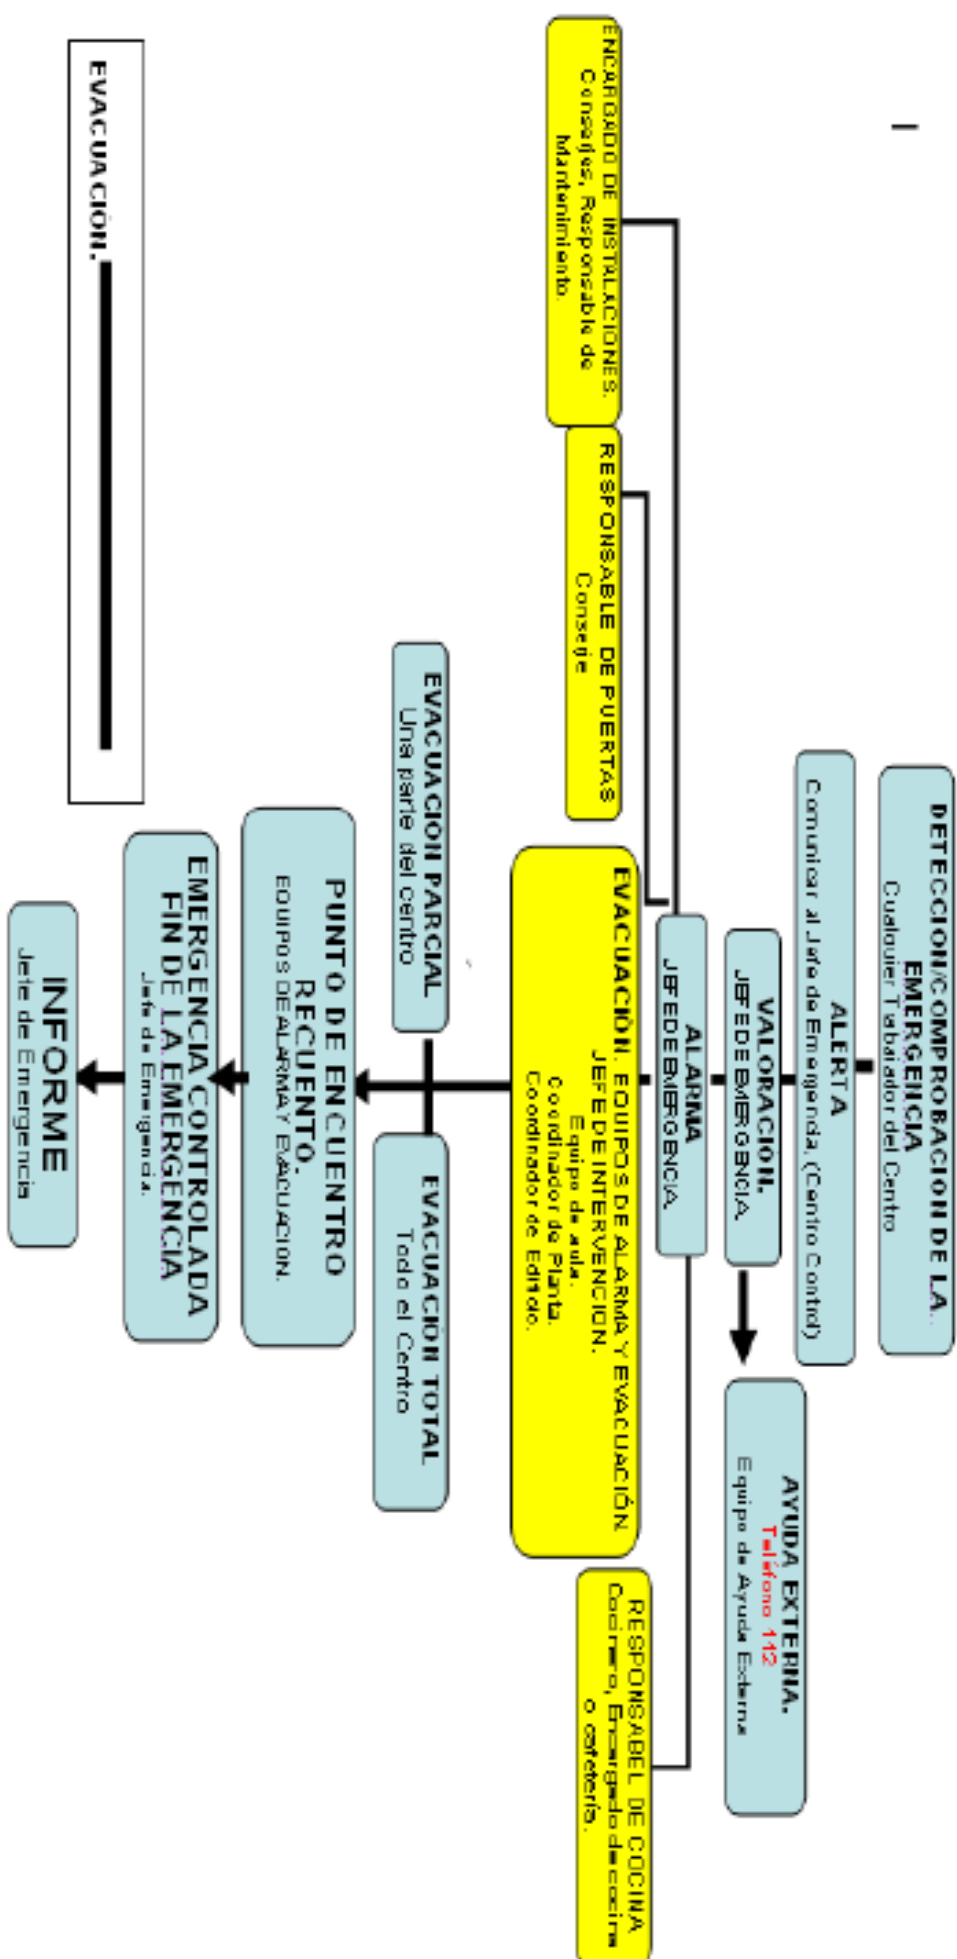 DETECCION/COMPROBACION DE LA
EMERGENCIA
Cualquier Trabajador del Centro
ALERTA
Comunicar al Jefe de Emergencia, (Centro Control)
VALORACIÓN.
JEFE DE EMERGENCIA.
AYUDA EXTERNA.
Teléfono 112
Equipo de Ayuda Externa
ALARMA
JEFE DE EMERGENCIA.
ENCARGADO DE INSTALACIONES.
Conserjes, Responsable de
Mantenimiento.
RESPONSABLE DE PUERTAS
Conserje
EVACUACIÓN. EQUIPOS DE ALARMA Y EVACUACIÓN.
JEFE DE INTERVENCION.
Equipo de aula.
Coordinador de Planta.
Coordinador de Edificio.
RESPONSABEL DE COCINA
Cocinero, Encargado de cocina
o cafetería.
EVACUACIÓN PARCIAL
Una parte del centro
EVACUACIÓN TOTAL
Todo el Centro
PUNTO DE ENCUENTRO
RECUENTO.
EQUIPOS DE ALARMA Y EVACUACION.
EMERGENCIA CONTROLADA
FIN DE LA EMERGENCIA
Jefe de Emergencia.
INFORME
Jefe de Emergencia
EVACUACIÓN.